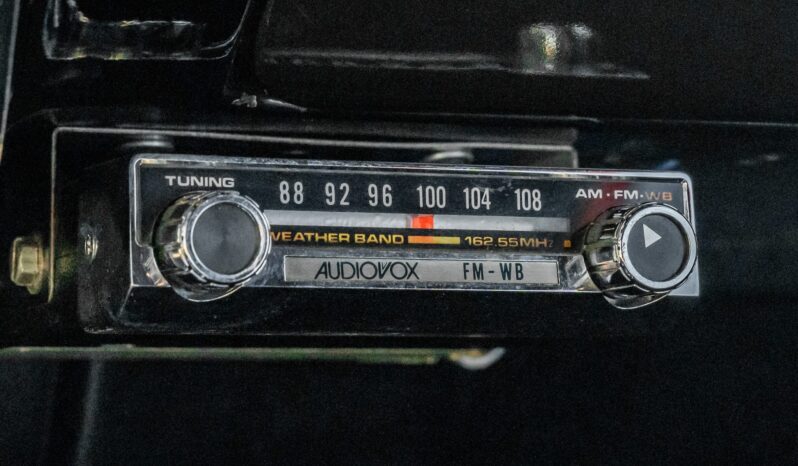 TUNING 88 92 96 100 104 108 AM·FM·WB
WEATHER BAND 162.55MHz
AUDIOVOX FM-WB